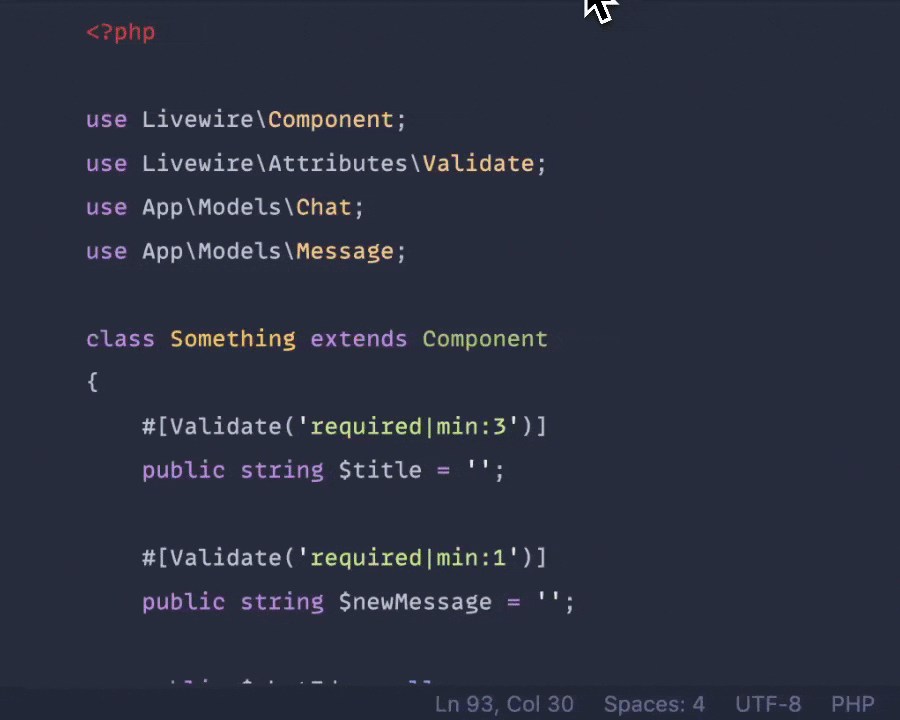 <?php
use Livewire\Component;
use Livewire\Attributes\Validate;
use App\Models\Chat;
use App\Models\Message;
class Something extends Component
{
#[Validate('required|min:3')]
public string $title = '';
#[Validate('required|min:1')]
public string $newMessage = '';
Ln 93, Col 30 Spaces: 4 UTF-8 PHP